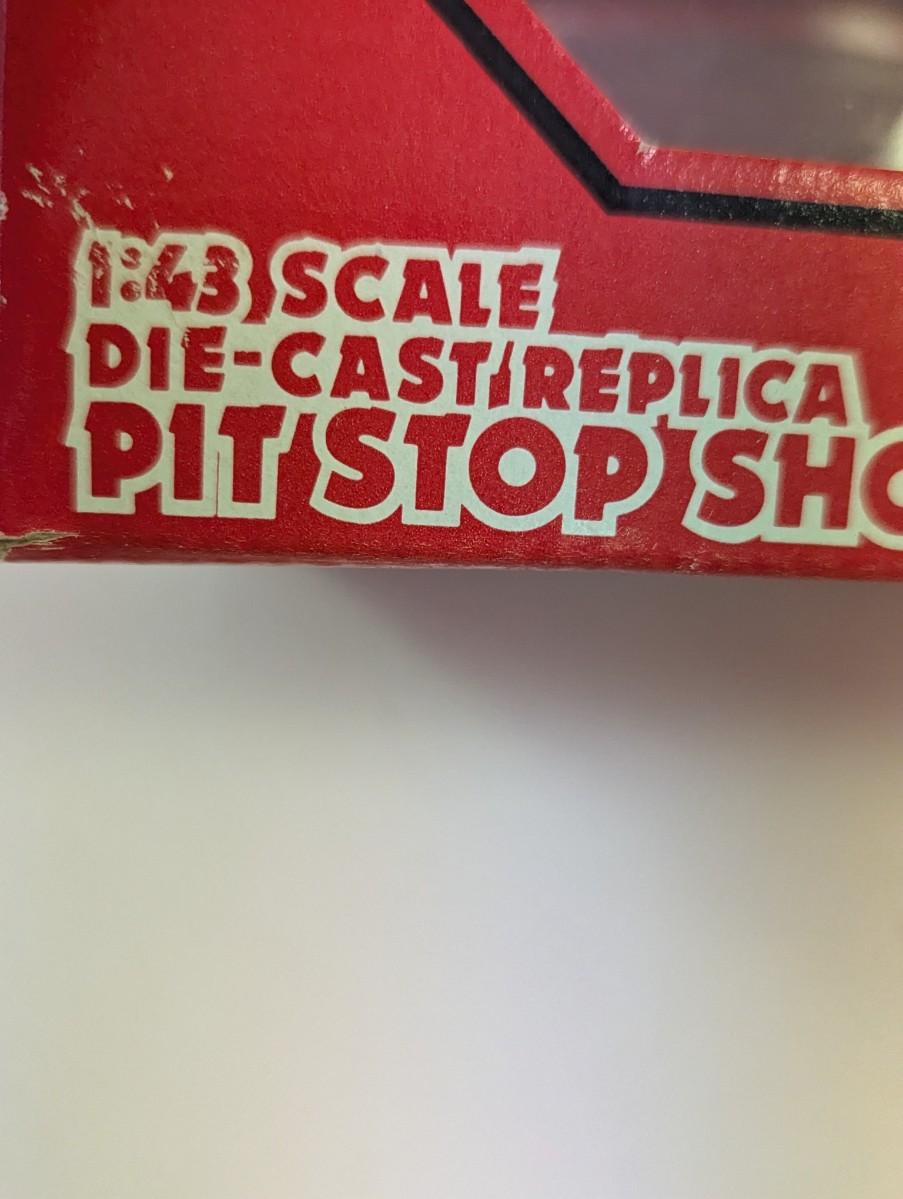 1:43 SCALE
DIE-CAST REPLICA
PIT STOP